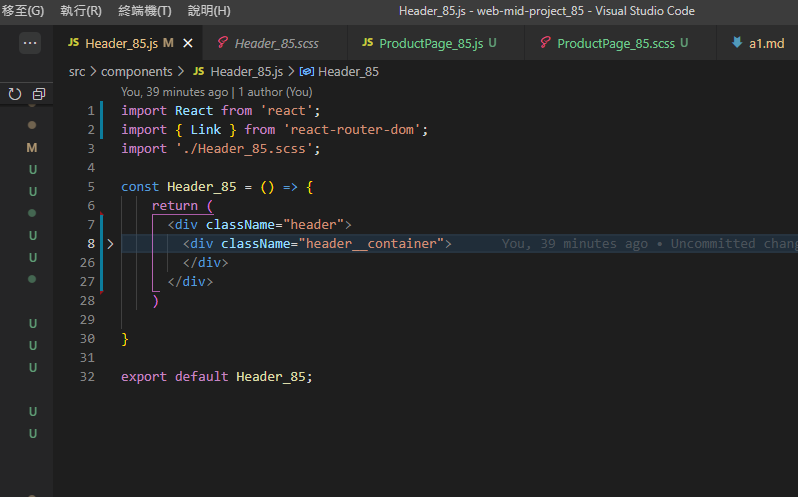 移至(G) 執行(R) 終端機(T) 說明(H) Header_85.js - web-mid-project_85 - Visual Studio Code
... JS Header_85.js M Header_85.scss JS ProductPage_85.js U ProductPage_85.scss U a1.md
src > components > JS Header_85.js > Header_85
You, 39 minutes ago | 1 author (You)
1 import React from 'react';
2 import { Link } from 'react-router-dom';
3 import './Header_85.scss';
4
5 const Header_85 = () => {
6 return (
7 <div className="header">
8 <div className="header__container"> You, 39 minutes ago • Uncommitted chang
26 </div>
27 </div>
28 )
29
30 }
31
32 export default Header_85;
M
U
U
U
U
U
U
U
U
U